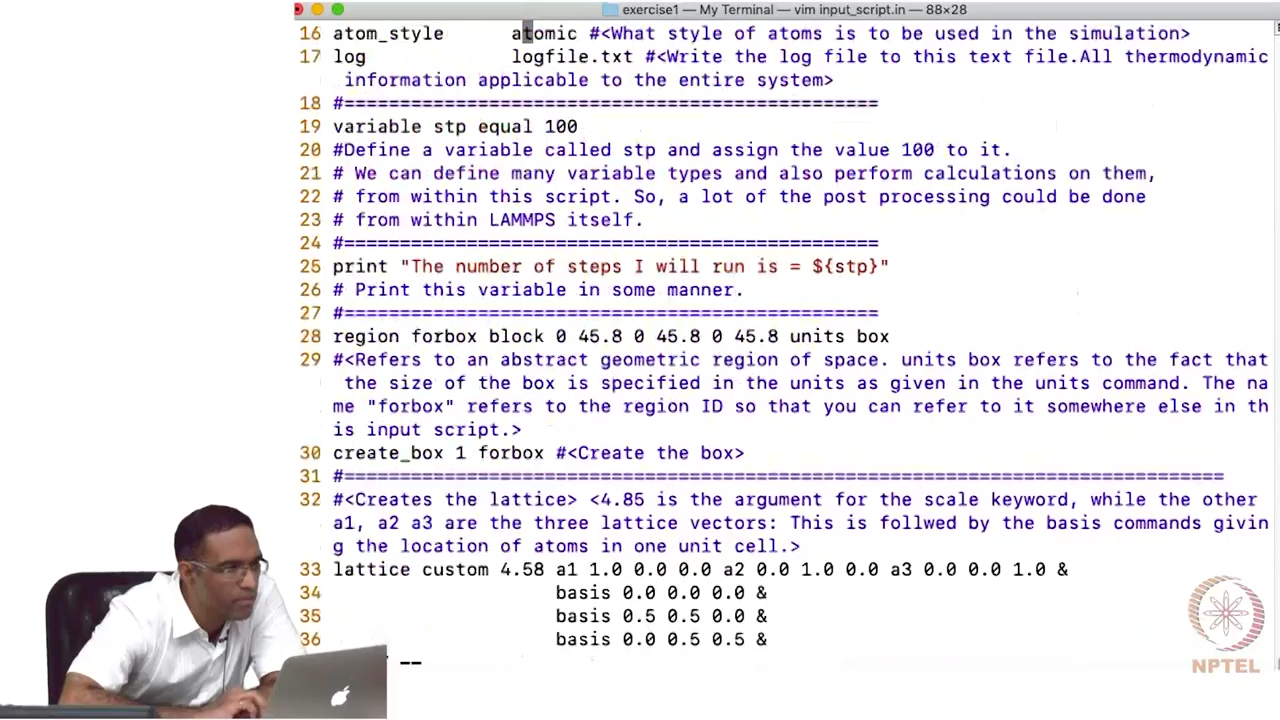 exercise1 — My Terminal — vim input_script.in — 88×28
16 atom_style      atomic #<What style of atoms is to be used in the simulation>
17 log             logfile.txt #<Write the log file to this text file.All thermodynamic
information applicable to the entire system>
18 #================================================
19 variable stp equal 100
20 #Define a variable called stp and assign the value 100 to it.
21 # We can define many variable types and also perform calculations on them,
22 # from within this script. So, a lot of the post processing could be done
23 # from within LAMMPS itself.
24 #================================================
25 print "The number of steps I will run is = ${stp}"
26 # Print this variable in some manner.
27 #================================================
28 region forbox block 0 45.8 0 45.8 0 45.8 units box
29 #<Refers to an abstract geometric region of space. units box refers to the fact that
the size of the box is specified in the units as given in the units command. The na
me "forbox" refers to the region ID so that you can refer to it somewhere else in th
is input script.>
30 create_box 1 forbox #<Create the box>
31 #===============================================================================
32 #<Creates the lattice> <4.85 is the argument for the scale keyword, while the other
a1, a2 a3 are the three lattice vectors: This is follwed by the basis commands givin
g the location of atoms in one unit cell.>
33 lattice custom 4.58 a1 1.0 0.0 0.0 a2 0.0 1.0 0.0 a3 0.0 0.0 1.0 &
34                     basis 0.0 0.0 0.0 &
35                     basis 0.5 0.5 0.0 &
36                     basis 0.0 0.5 0.5 &
--
NPTEL